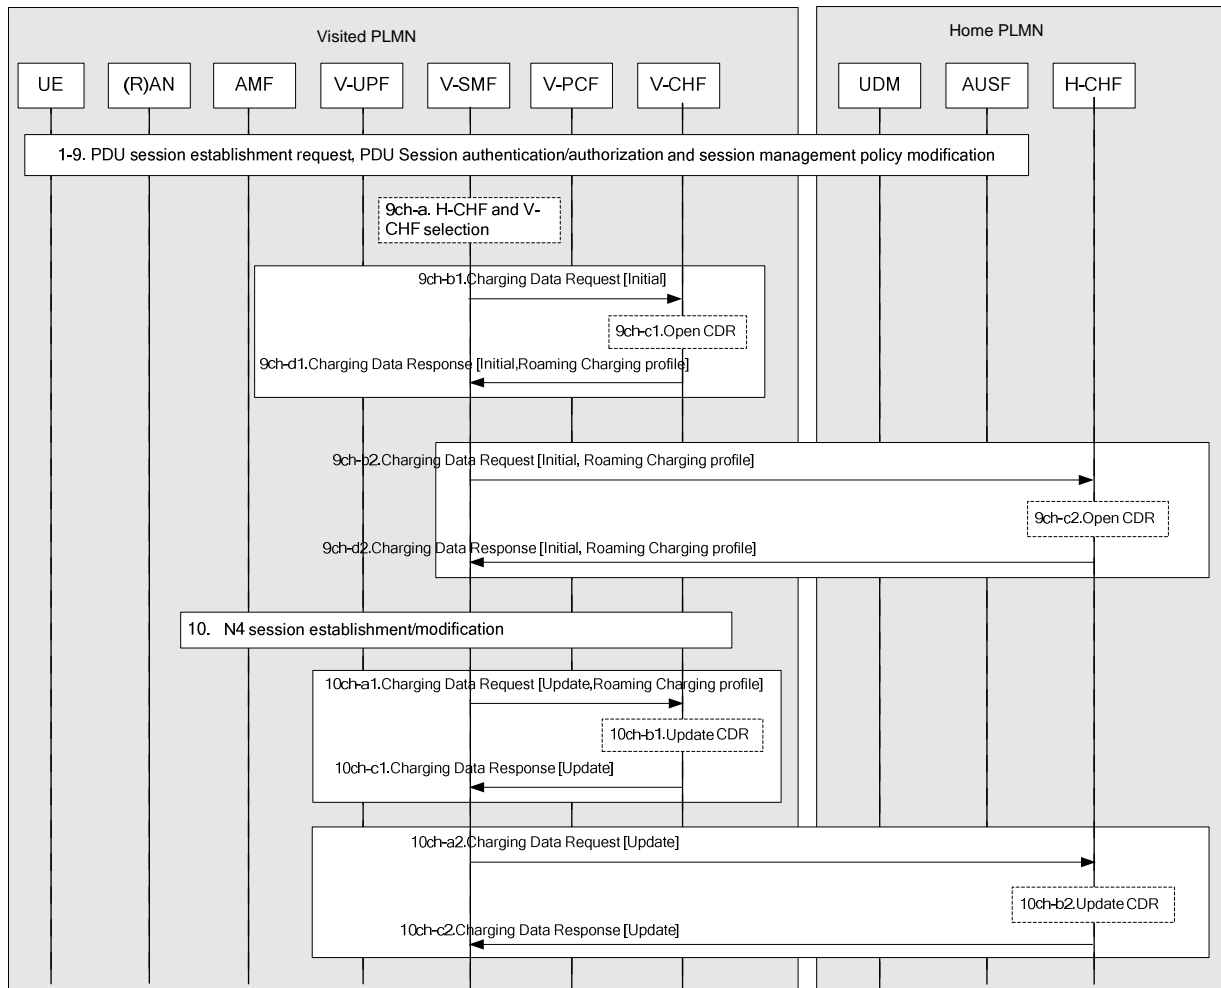 Visited PLMN
Home PLMN
UE
(R)AN
AMF
V-UPF
V-SMF
V-PCF
V-CHF
UDM
AUSF
H-CHF
1-9. PDU session establishment request, PDU Session authentication/authorization and session management policy modification
9ch-a. H-CHF and V-
CHF selection
9ch-b1.Charging Data Request [Initial]
9ch-c1.Open CDR
9ch-d1.Charging Data Response [Initial,Roaming Charging profile]
9ch-b2.Charging Data Request [Initial, Roaming Charging profile]
9ch-c2.Open CDR
9ch-d2.Charging Data Response [Initial, Roaming Charging profile]
10. N4 session establishment/modification
10ch-a1.Charging Data Request [Update,Roaming Charging profile]
10ch-b1.Update CDR
10ch-c1.Charging Data Response [Update]
10ch-a2.Charging Data Request [Update]
10ch-b2.Update CDR
10ch-c2.Charging Data Response [Update]